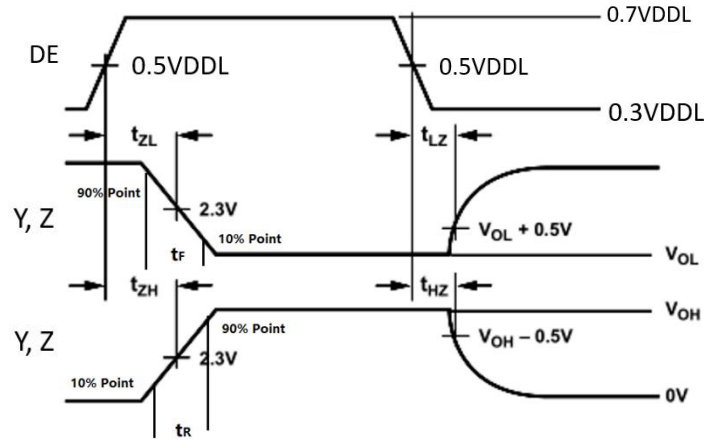 0.7VDDL
DE
0.5VDDL
0.5VDDL
0.3VDDL
tZL
tLZ
90% Point
Y, Z
2.3V
VOL + 0.5V
10% Point
tF
VOL
tZH
tHZ
VOH
90% Point
Y, Z
VOH – 0.5V
2.3V
10% Point
0V
tR